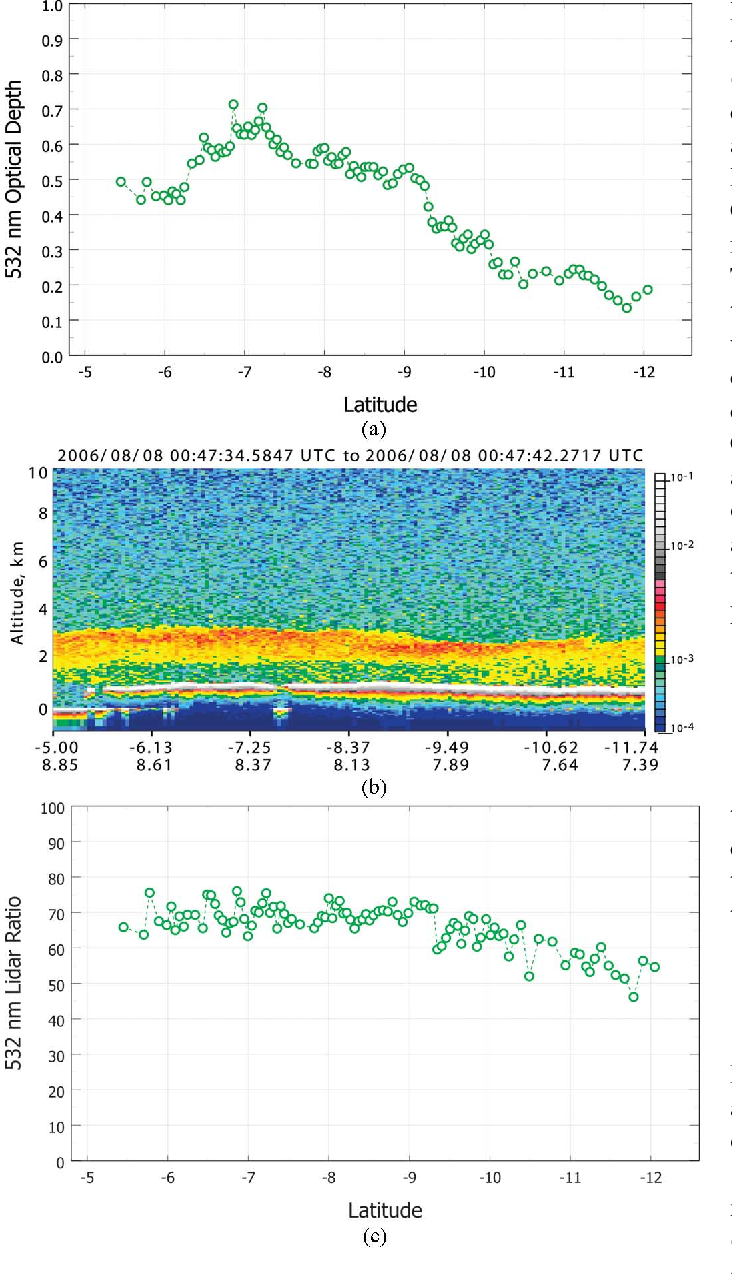 1.0
0.9
0.8
0.7
0.6
0.5
0.4
0.3
0.2
0.1
0.0
532 nm Optical Depth
-5 -6 -7 -8 -9 -10 -11 -12
Latitude
(a)
2006/08/08 00:47:34.5847 UTC to 2006/08/08 00:47:42.2717 UTC
10
8
6
4
2
0
Altitude, km
10-1
10-2
10-3
10-4
-5.00 -6.13 -7.25 -8.37 -9.49 -10.62 -11.74
8.85 8.61 8.37 8.13 7.89 7.64 7.39
(b)
100
90
80
70
60
50
40
30
20
10
0
532 nm Lidar Ratio
-5 -6 -7 -8 -9 -10 -11 -12
Latitude
(c)